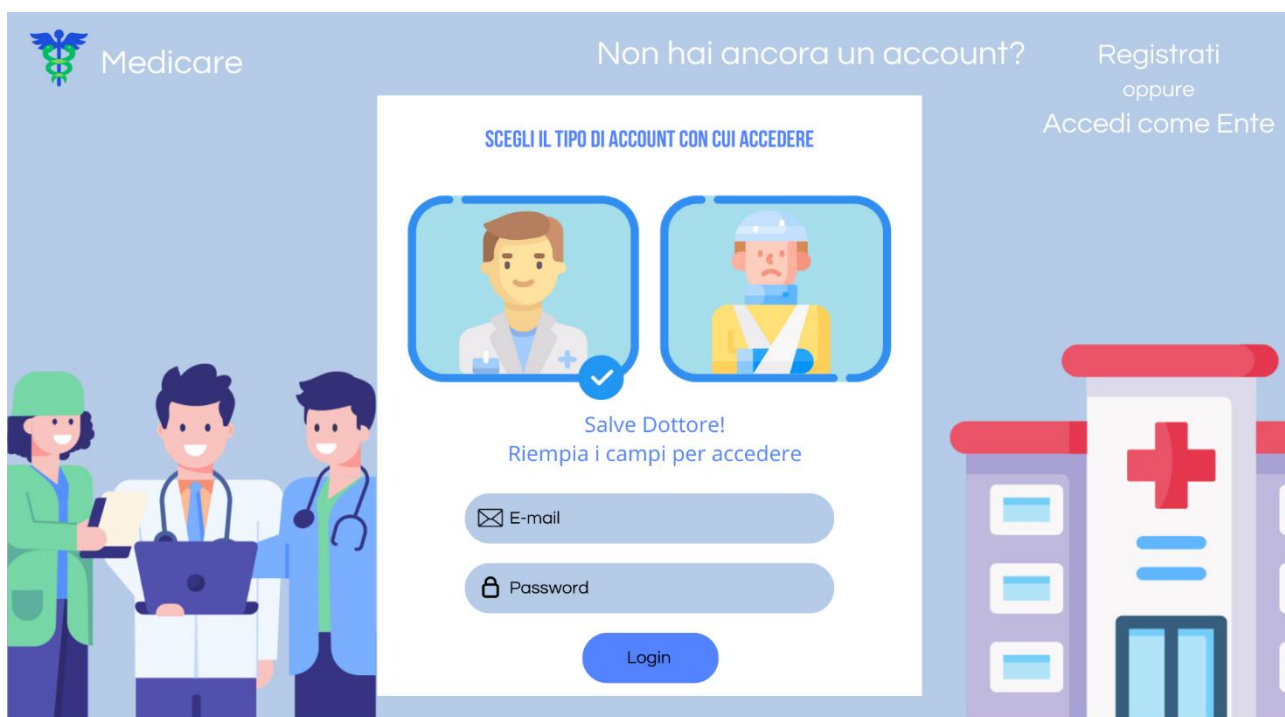 Medicare
Non hai ancora un account?
Registrati
oppure
Accedi come Ente
SCEGLI IL TIPO DI ACCOUNT CON CUI ACCEDERE
Salve Dottore!
Riempia i campi per accedere
E-mail
Password
Login